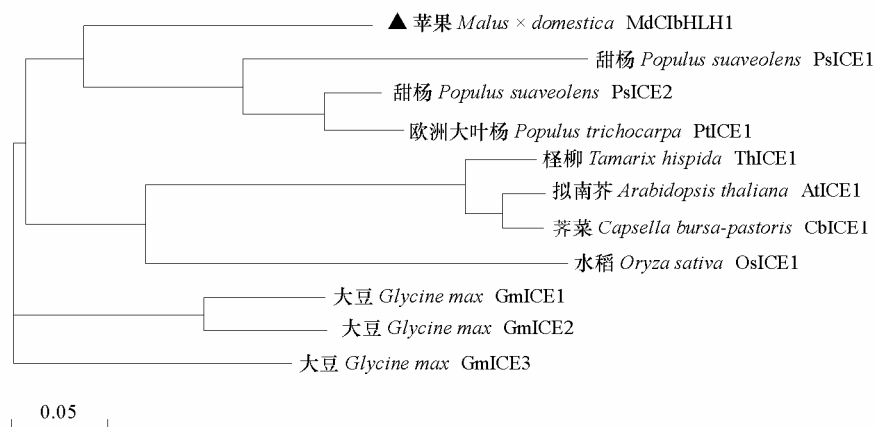 ▲ 苹果 Malus × domestica MdCIbHLH1
甜杨 Populus suaveolens PsICE1
甜杨 Populus suaveolens PsICE2
欧洲大叶杨 Populus trichocarpa PtICE1
柽柳 Tamarix hispida ThICE1
拟南芥 Arabidopsis thaliana AtICE1
荠菜 Capsella bursa-pastoris CbICE1
水稻 Oryza sativa OsICE1
大豆 Glycine max GmICE1
大豆 Glycine max GmICE2
大豆 Glycine max GmICE3
0.05